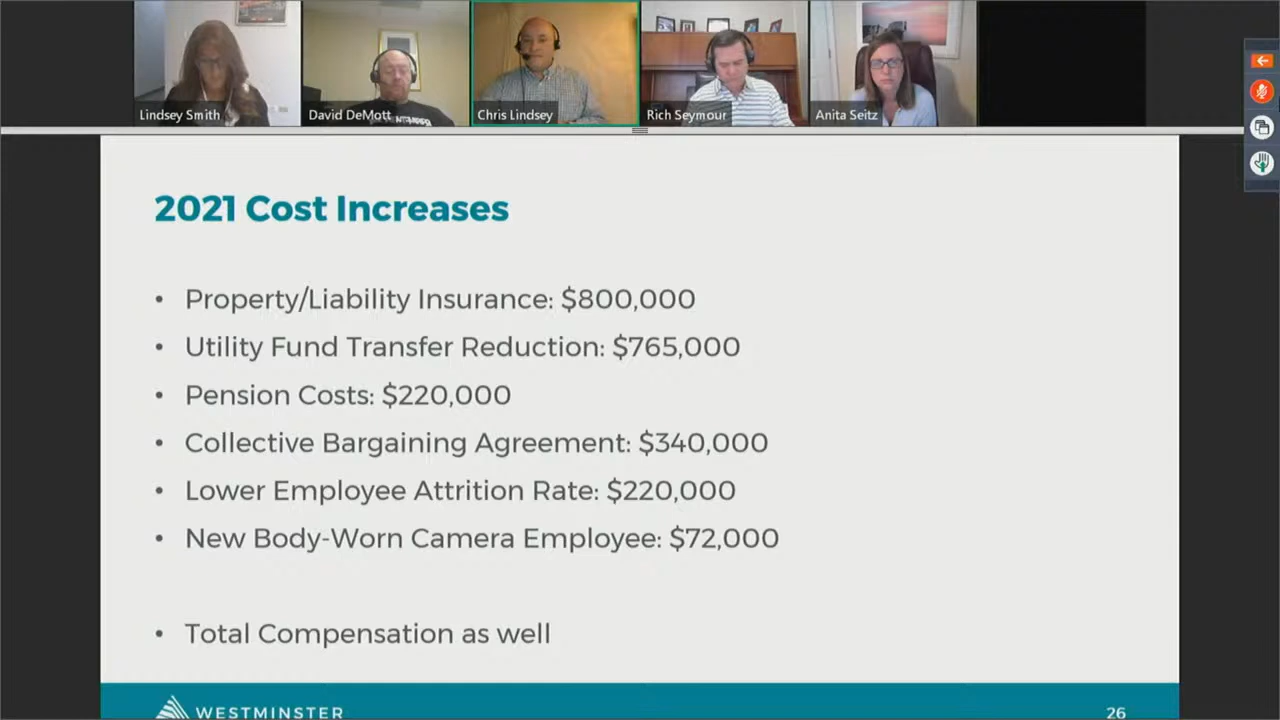 Lindsey Smith
David DeMott
Chris Lindsey
Rich Seymour
Anita Seitz
2021 Cost Increases
• Property/Liability Insurance: $800,000
• Utility Fund Transfer Reduction: $765,000
• Pension Costs: $220,000
• Collective Bargaining Agreement: $340,000
• Lower Employee Attrition Rate: $220,000
• New Body-Worn Camera Employee: $72,000
• Total Compensation as well
WESTMINSTER
26